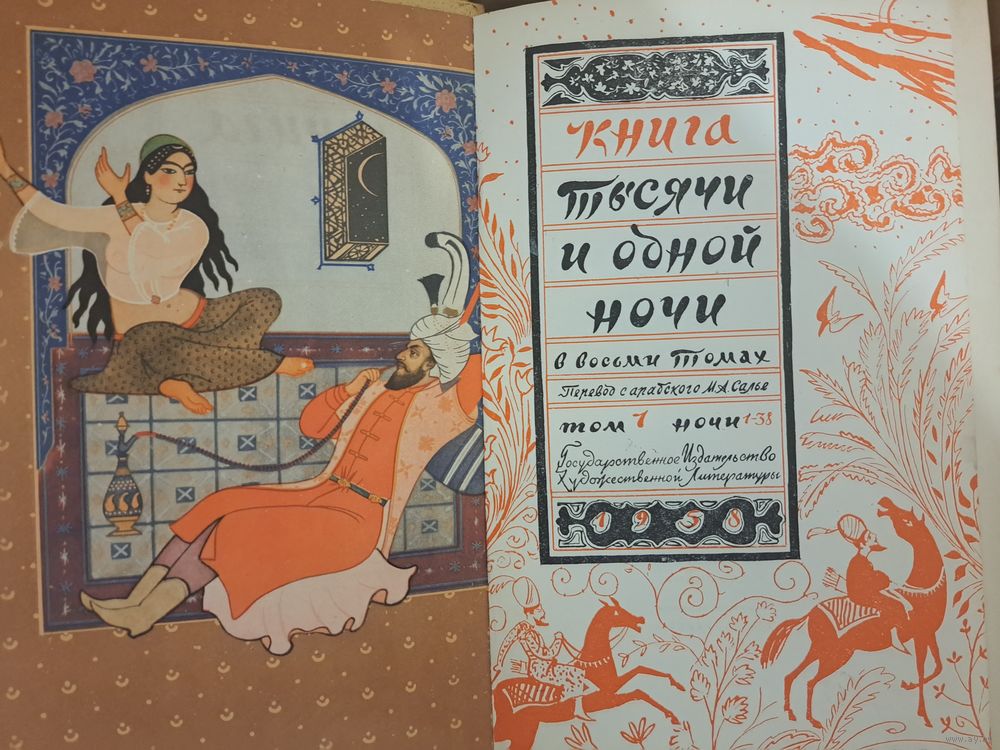 Книга
тысячи
и одной
ночи
в восьми томах
Перевод с арабского М.А. Салье
том 1 ночи 1-38
Государственное Издательство
Художественной Литературы
1958